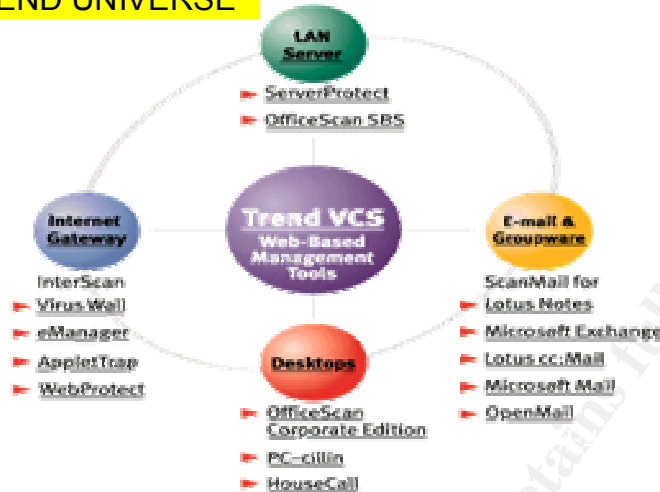 END UNIVERSE
LAN
Server
ServerProtect
OfficeScan SBS
Internet
Gateway
InterScan
Virus Wall
eManager
AppletTrap
WebProtect
Trend VCS
Web-Based
Management
Tools
E-mail &
Groupware
ScanMail for
Lotus Notes
Microsoft Exchange
Lotus cc:Mail
Microsoft Mail
OpenMail
Desktops
OfficeScan
Corporate Edition
PC-cillin
HouseCall